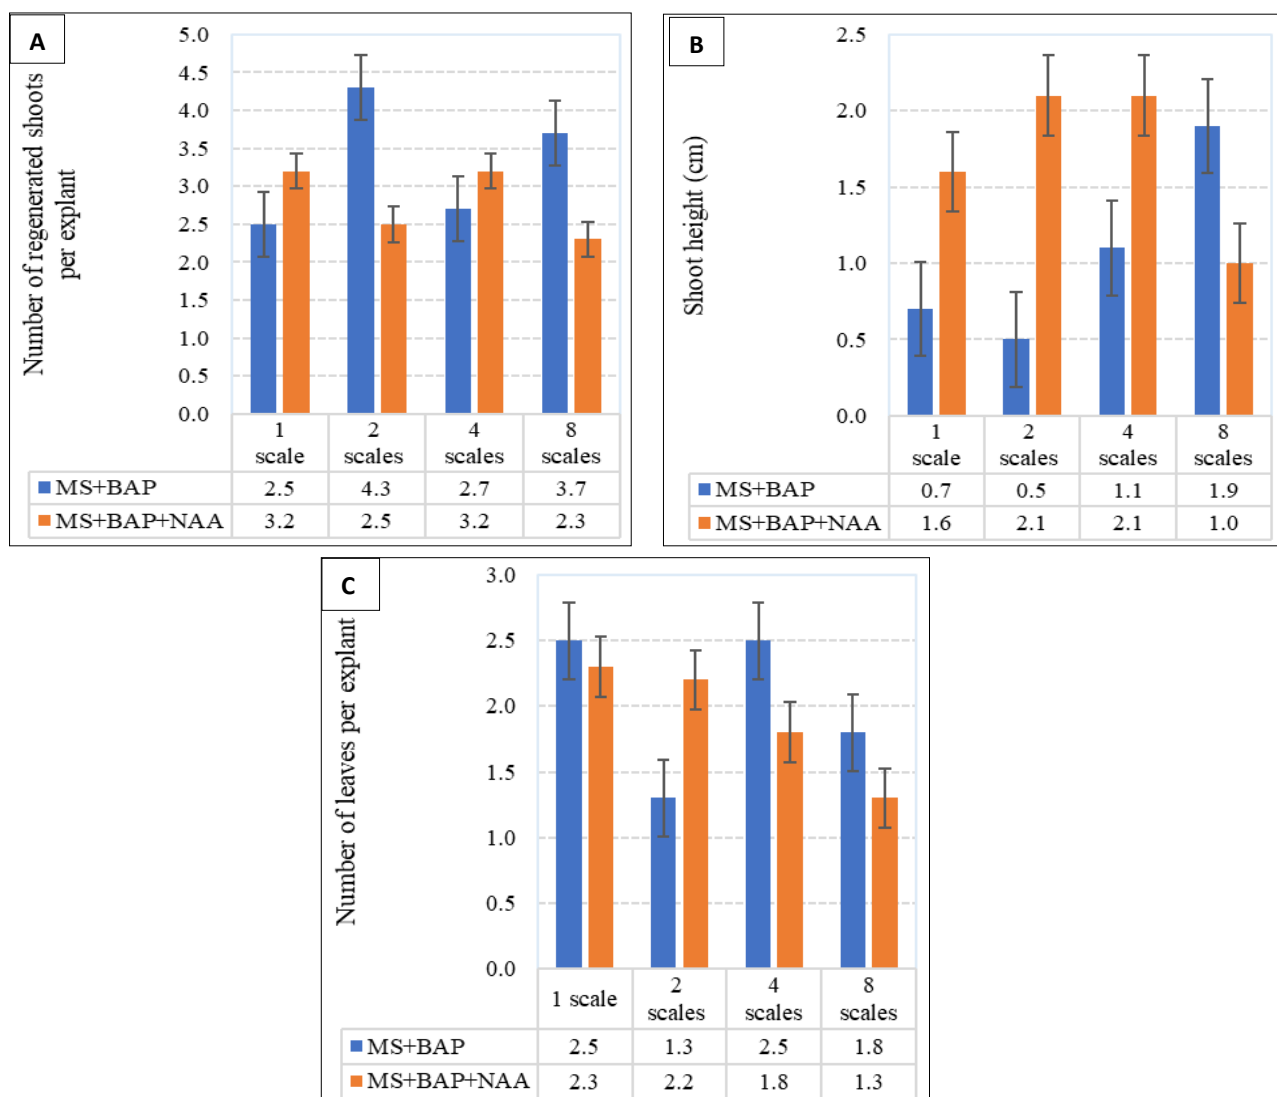 A
Number of regenerated shoots
per explant
5.0
4.5
4.0
3.5
3.0
2.5
2.0
1.5
1.0
0.5
0.0
1 2 4 8
scale scales scales scales
MS+BAP 2.5 4.3 2.7 3.7
MS+BAP+NAA 3.2 2.5 3.2 2.3
B
Shoot height (cm)
2.5
2.0
1.5
1.0
0.5
0.0
1 2 4 8
scale scales scales scales
MS+BAP 0.7 0.5 1.1 1.9
MS+BAP+NAA 1.6 2.1 2.1 1.0
C
Number of leaves per explant
3.0
2.5
2.0
1.5
1.0
0.5
0.0
1 scale 2 4 8
scales scales scales
MS+BAP 2.5 1.3 2.5 1.8
MS+BAP+NAA 2.3 2.2 1.8 1.3